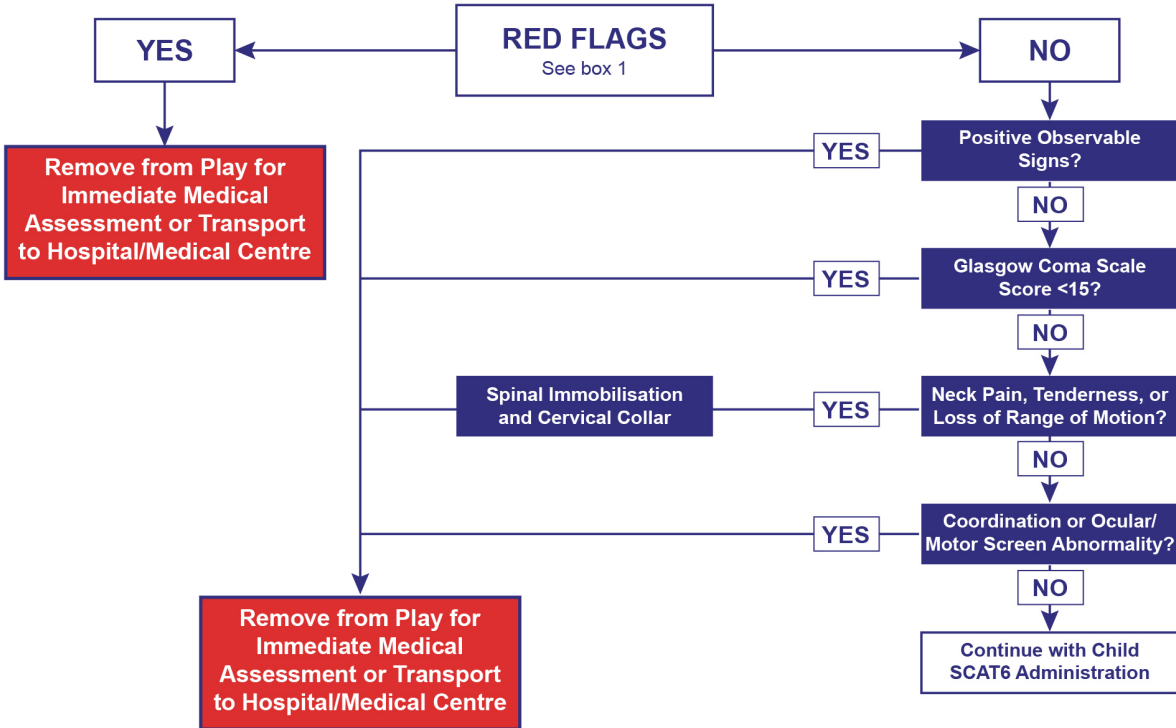 YES
RED FLAGS
See box 1
NO
Remove from Play for
Immediate Medical
Assessment or Transport
to Hospital/Medical Centre
YES
Positive Observable
Signs?
NO
YES
Glasgow Coma Scale
Score <15?
NO
Spinal Immobilisation
and Cervical Collar
YES
Neck Pain, Tenderness, or
Loss of Range of Motion?
NO
YES
Coordination or Ocular/
Motor Screen Abnormality?
NO
Remove from Play for
Immediate Medical
Assessment or Transport
to Hospital/Medical Centre
Continue with Child
SCAT6 Administration